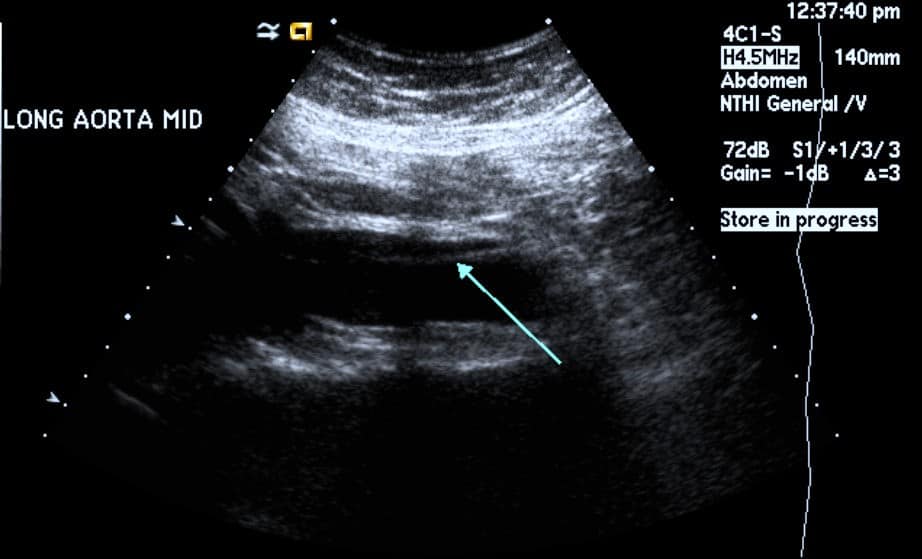 12:37:40 pm
4C1-S
H4.5MHz 140mm
Abdomen
NTHI General /V
LONG AORTA MID
72dB S1/+1/3/3
Gain= -1dB Δ=3
Store in progress